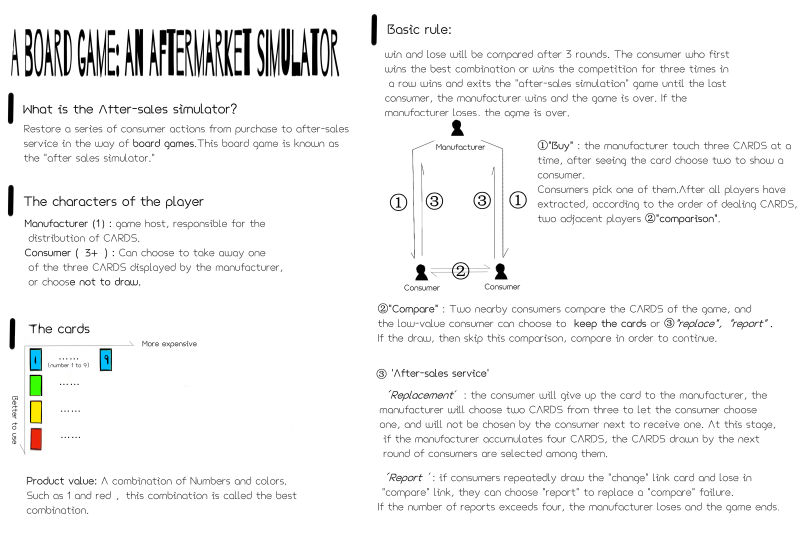 A BOARD GAME: AN AFTERMARKET SIMULATOR
What is the After-sales simulator?
Restore a series of consumer actions from purchase to after-sales
service in the way of board games.This board game is known as
the "after sales simulator."
The characters of the player
Manufacturer (1) : game host, responsible for the
distribution of CARDS.
Consumer ( 3+ ) : Can choose to take away one
of the three CARDS displayed by the manufacturer,
or choose not to draw.
The cards
More expensive
1 ...... 9
(number 1 to 9)
......
......
......
Better to use
Product value: A combination of Numbers and colors.
Such as 1 and red , this combination is called the best
combination.
Basic rule:
win and lose will be compared after 3 rounds. The consumer who first
wins the best combination or wins the competition for three times in
a row wins and exits the "after-sales simulation" game until the last
consumer, the manufacturer wins and the game is over. If the
manufacturer loses, the game is over.
Manufacturer
① ③ ③ ①
②
Consumer Consumer
①"Buy" : the manufacturer touch three CARDS at a
time, after seeing the card choose two to show a
consumer.
Consumers pick one of them.After all players have
extracted, according to the order of dealing CARDS,
two adjacent players ②"comparison".
②"Compare" : Two nearby consumers compare the CARDS of the game, and
the low-value consumer can choose to keep the cards or ③"replace", "report" .
If the draw, then skip this comparison, compare in order to continue.
③ 'After-sales service'
'Replacement' : the consumer will give up the card to the manufacturer, the
manufacturer will choose two CARDS from three to let the consumer choose
one, and will not be chosen by the consumer next to receive one. At this stage,
if the manufacturer accumulates four CARDS, the CARDS drawn by the next
round of consumers are selected among them.
'Report ' : if consumers repeatedly draw the "change" link card and lose in
"compare" link, they can choose "report" to replace a "compare" failure.
If the number of reports exceeds four, the manufacturer loses and the game ends.